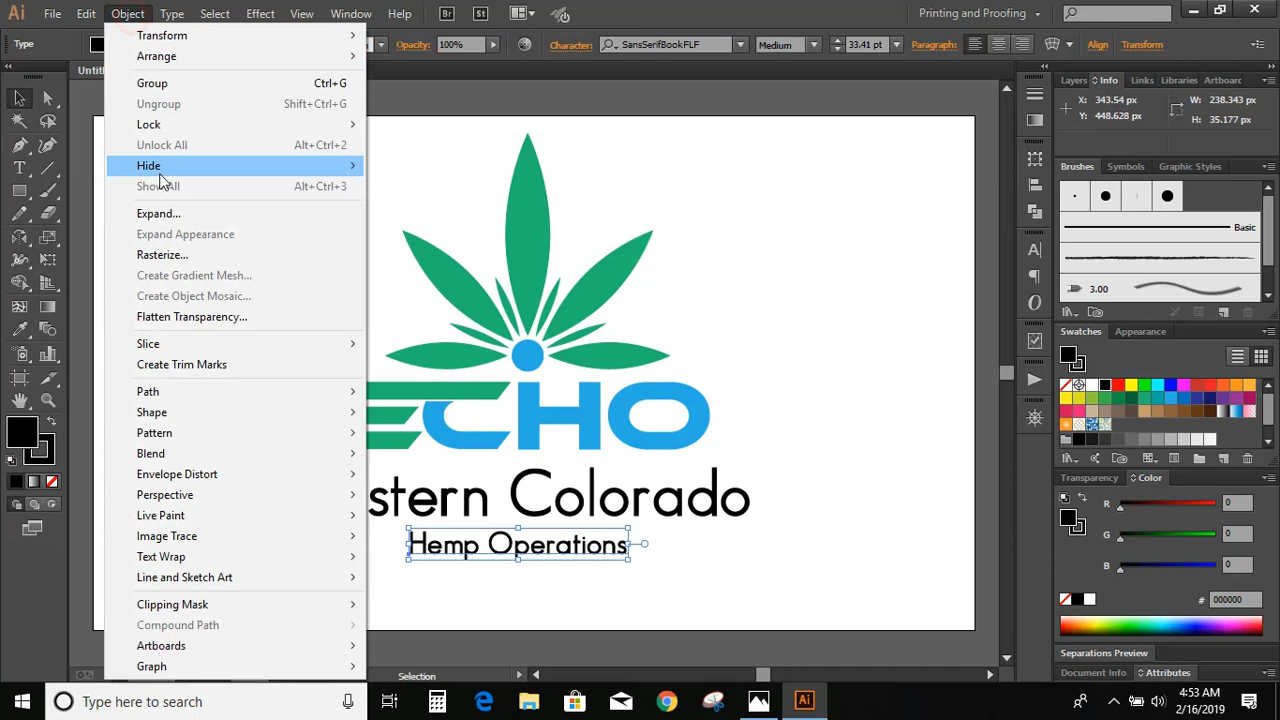 Ai File Edit Object Type Select Effect View Window Help Br St Printing and Proofing
Type Opacity: 100% Character: SansSerifBookFLF Medium 33.41 pt Paragraph: Align Transform
Transform
Arrange
Group Ctrl+G
Ungroup Shift+Ctrl+G
Lock
Unlock All Alt+Ctrl+2
Hide
Show All Alt+Ctrl+3
Expand...
Expand Appearance
Rasterize...
Create Gradient Mesh...
Create Object Mosaic...
Flatten Transparency...
Slice
Create Trim Marks
Path
Shape
Pattern
Blend
Envelope Distort
Perspective
Live Paint
Image Trace
Text Wrap
Line and Sketch Art
Clipping Mask
Compound Path
Artboards
Graph
Untitl
ECHO
stern Colorado
Hemp Operations
Selection
Layers Info Links Libraries Artboard
X: 343.54 px W: 238.343 px
Y: 448.628 px H: 35.177 px
Brushes Symbols Graphic Styles
Basic
3.00
Swatches Appearance
Transparency Color
R 0
G 0
B 0
# 000000
Separations Preview
Document Info Attributes
Type here to search
Ai
4:53 AM
2/16/2019